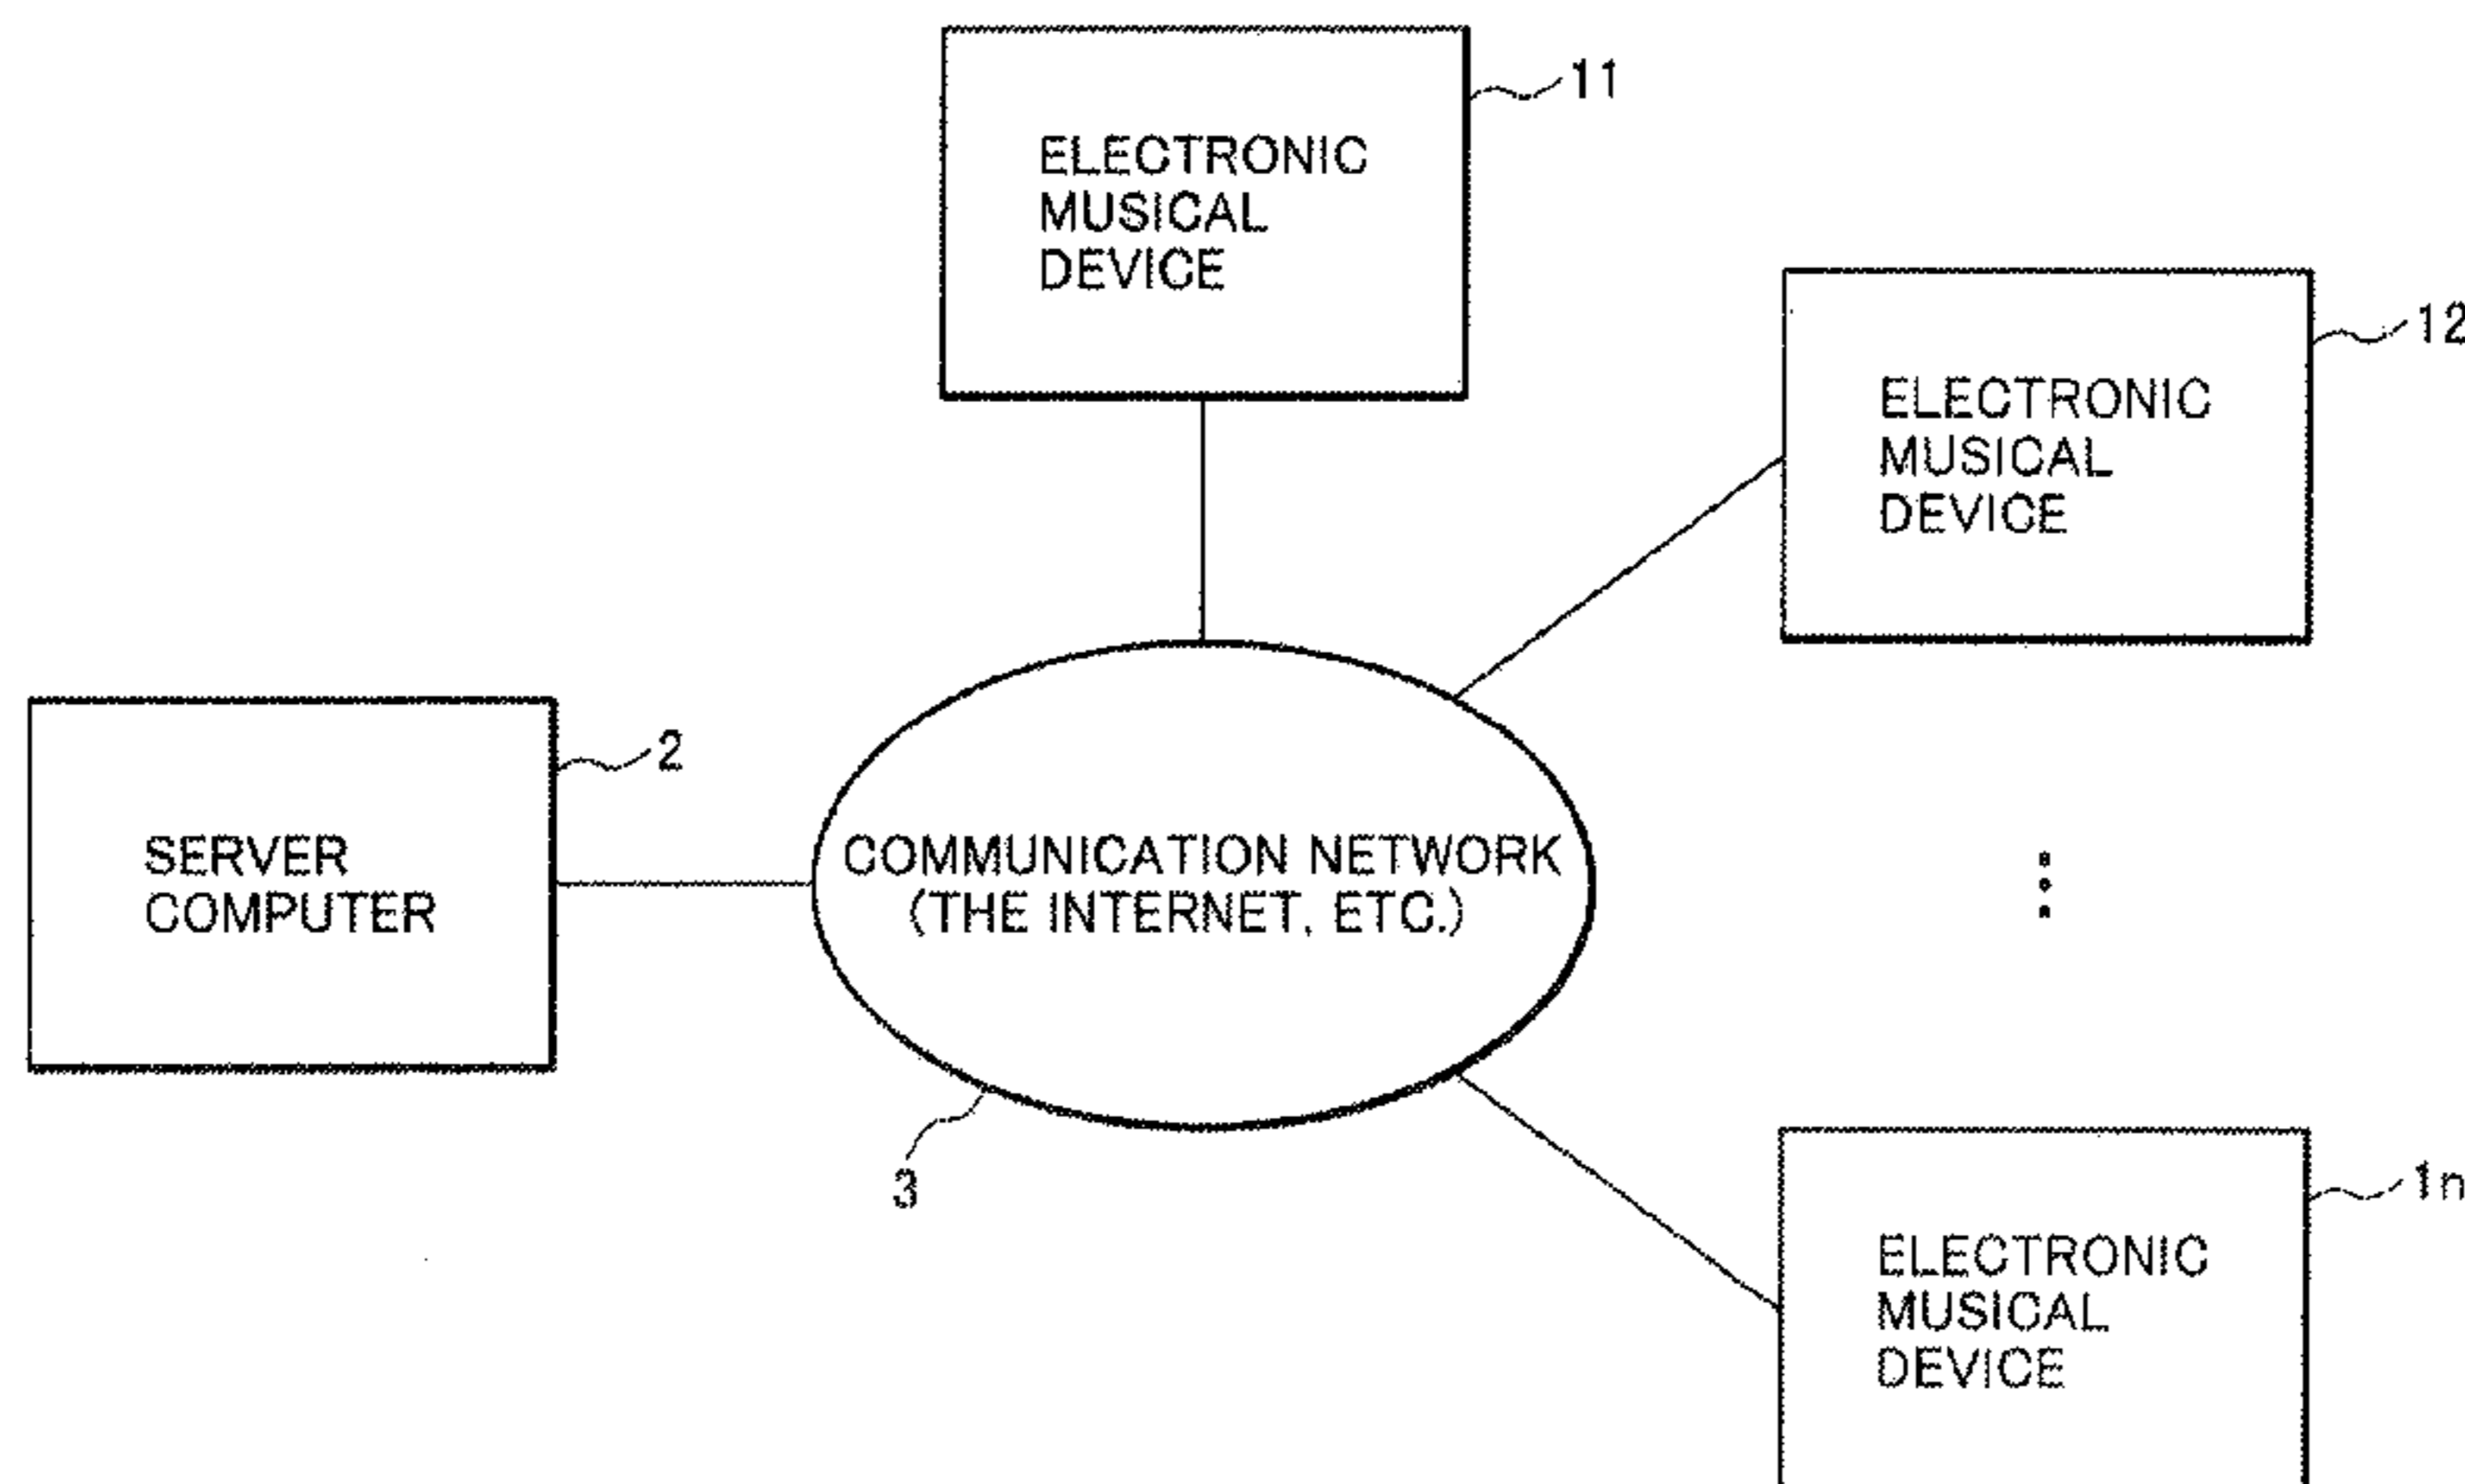 11
ELECTRONIC
MUSICAL
DEVICE
12
ELECTRONIC
MUSICAL
DEVICE
2
SERVER
COMPUTER
COMMUNICATION NETWORK
(THE INTERNET, ETC.)
3
1n
ELECTRONIC
MUSICAL
DEVICE